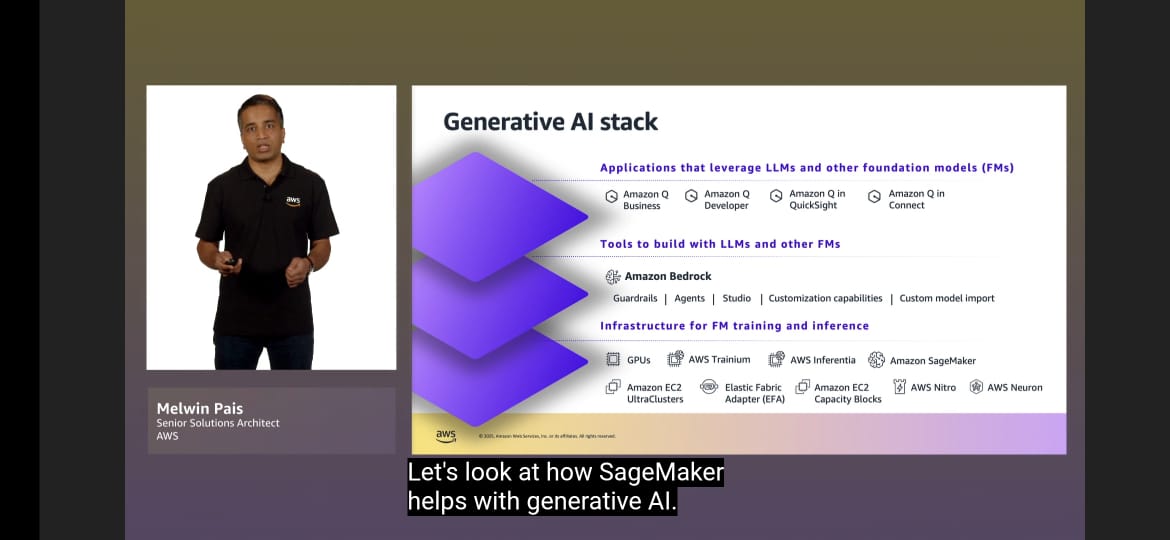 aws
Melwin Pais
Senior Solutions Architect
AWS
Generative AI stack
Applications that leverage LLMs and other foundation models (FMs)
Amazon Q Business
Amazon Q Developer
Amazon Q in QuickSight
Amazon Q in Connect
Tools to build with LLMs and other FMs
Amazon Bedrock
Guardrails | Agents | Studio | Customization capabilities | Custom model import
Infrastructure for FM training and inference
GPUs AWS Trainium AWS Inferentia Amazon SageMaker
Amazon EC2 UltraClusters
Elastic Fabric Adapter (EFA)
Amazon EC2 Capacity Blocks
AWS Nitro
AWS Neuron
aws
© 2025, Amazon Web Services, Inc. or its affiliates. All rights reserved.
Let's look at how SageMaker
helps with generative AI.